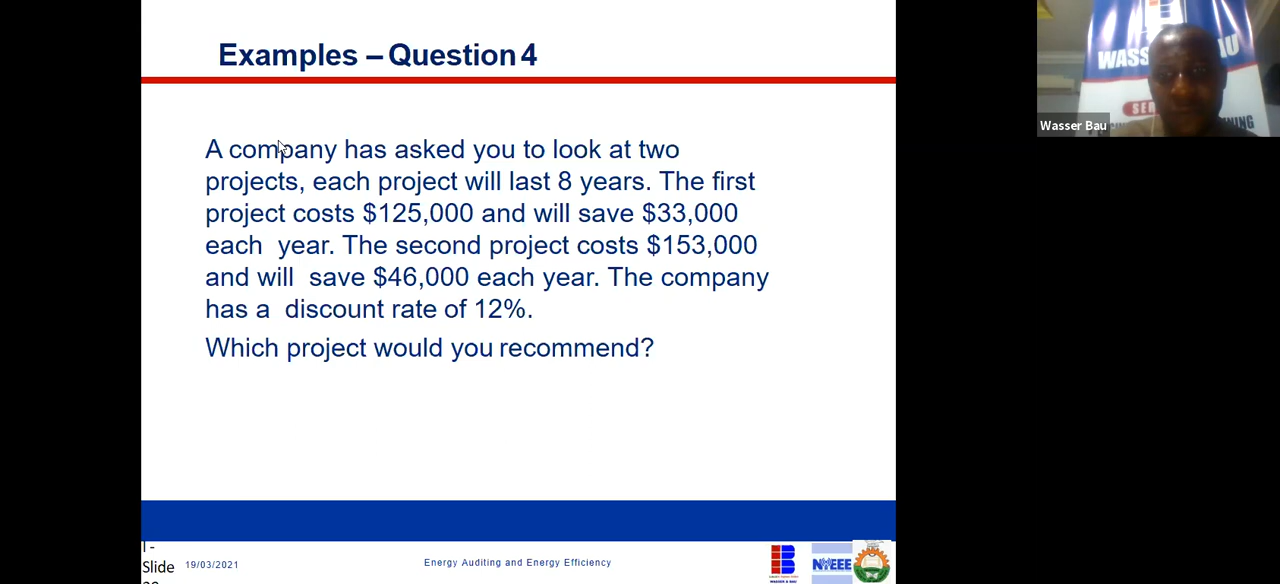 Examples – Question 4
A company has asked you to look at two
projects, each project will last 8 years. The first
project costs $125,000 and will save $33,000
each year. The second project costs $153,000
and will save $46,000 each year. The company
has a discount rate of 12%.
Which project would you recommend?
Slide
19/03/2021
Energy Auditing and Energy Efficiency
WASSER BAU
Wasser Bau